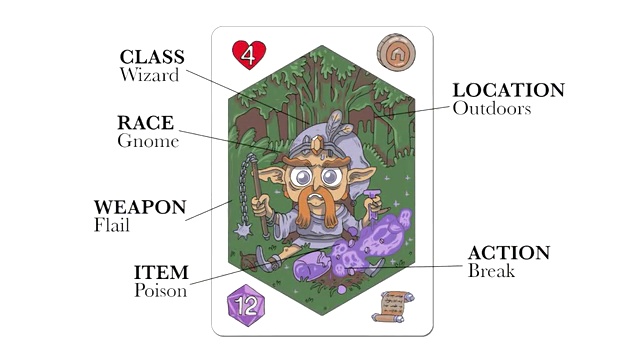 4
CLASS
Wizard
LOCATION
Outdoors
RACE
Gnome
WEAPON
Flail
ACTION
Break
ITEM
Poison
12